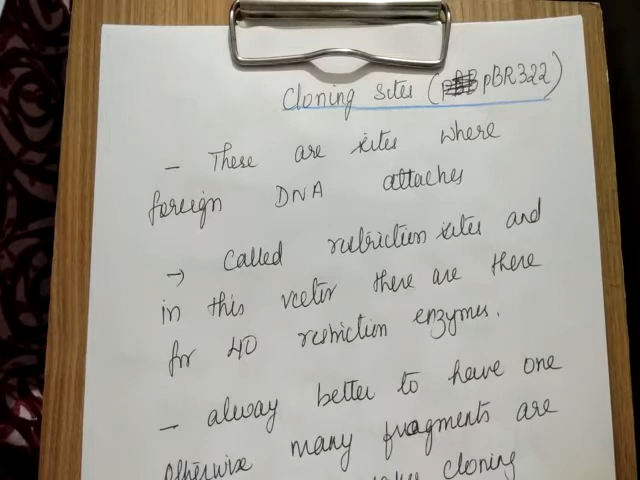 Cloning sites (pBR322)
- These are sites where
foreign DNA attaches
→ Called restriction sites and
in this vector there are there
for 40 restriction enzymes.
- alway better to have one
otherwise many fragments are
cloning